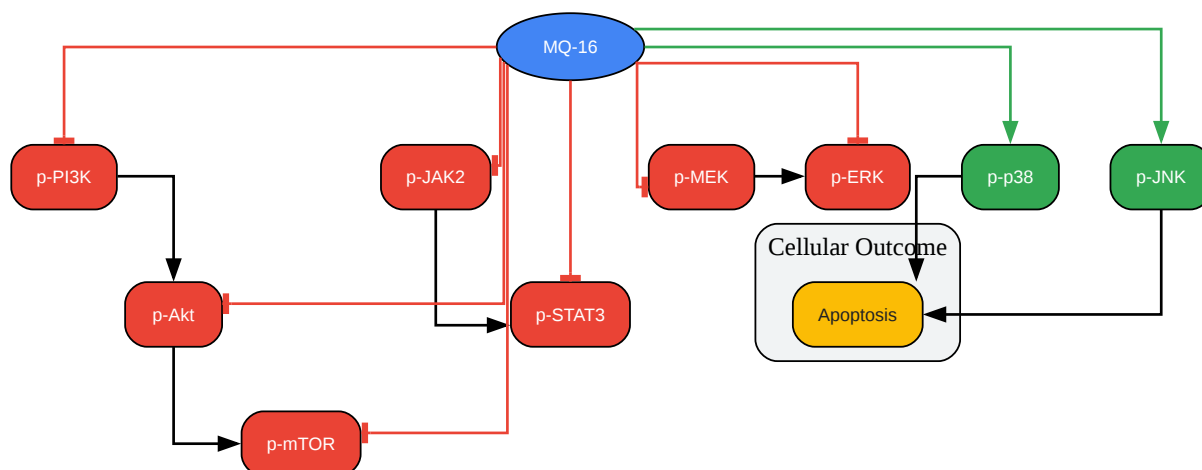 MQ-16
p-PI3K
p-JAK2
p-MEK
p-ERK
p-p38
p-JNK
Cellular Outcome
p-Akt
p-STAT3
Apoptosis
p-mTOR